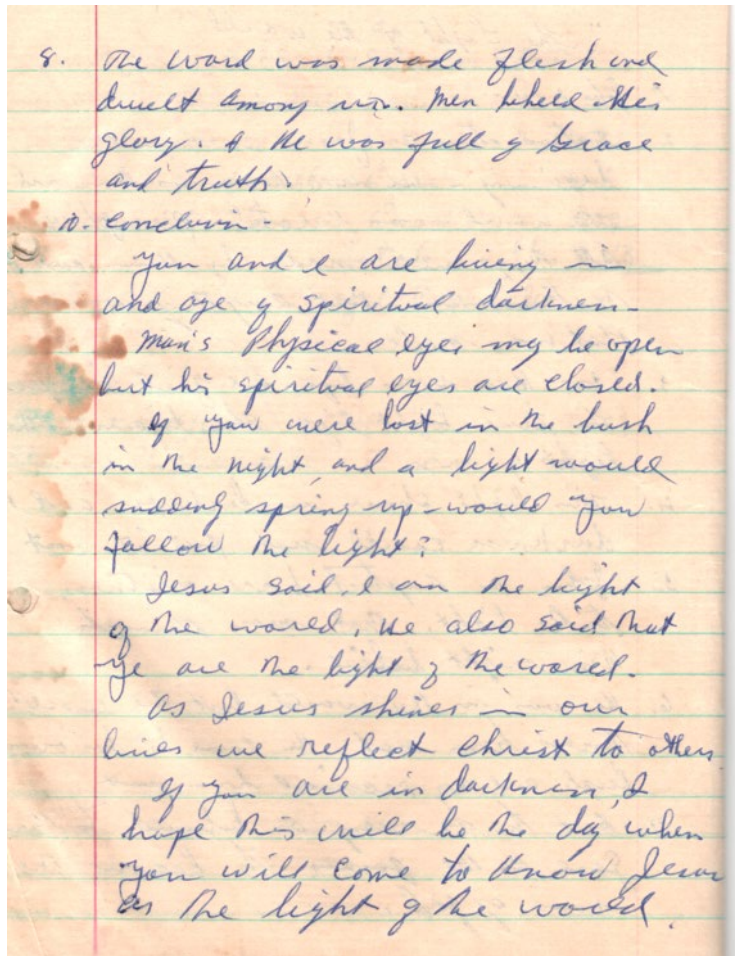 8. The word was made flesh and
dwelt among us. Men beheld His
glory. & He was full of Grace
and truth.
10. Conclusion -
You and I are living in
and age of spiritual darkness -
Man's Physical eyes my be open
but his spiritual eyes are closed.
If you were lost in the bush
in the night, and a light would
suddenly spring up - would you
follow the light?
Jesus said, I am the light
of the world, He also said that
ye are the light of the world.
As Jesus shines in our
lives we reflect Christ to others
If you are in darkness, I
hope this will be the day when
you will come to know Jesus
as the light of the world.